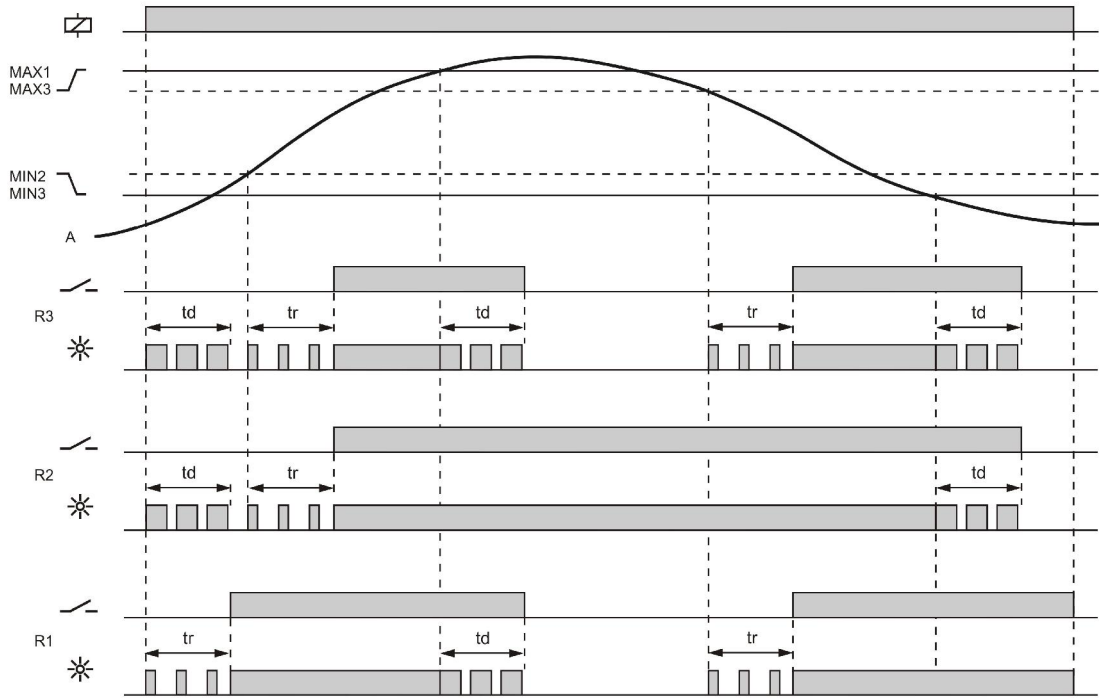 MAX1
MAX3
MIN2
MIN3
A
td tr td tr td
R3
td tr td
R2
tr td tr
R1